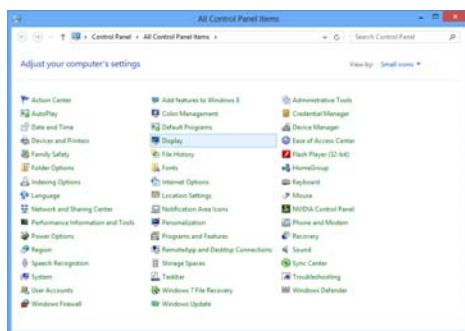 All Control Panel Items
Control Panel ▸ All Control Panel Items ▸
Search Control Panel
Adjust your computer's settings
View by: Small icons
Action Center
Add features to Windows 8
Administrative Tools
AutoPlay
Color Management
Credential Manager
Date and Time
Default Programs
Device Manager
Devices and Printers
Display
Ease of Access Center
Family Safety
File History
Flash Player (32-bit)
Folder Options
Fonts
HomeGroup
Indexing Options
Internet Options
Keyboard
Language
Location Settings
Mouse
Network and Sharing Center
Notification Area Icons
NVIDIA Control Panel
Performance Information and Tools
Personalization
Phone and Modem
Power Options
Programs and Features
Recovery
Region
RemoteApp and Desktop Connections
Sound
Speech Recognition
Storage Spaces
Sync Center
System
Taskbar
Troubleshooting
User Accounts
Windows 7 File Recovery
Windows Defender
Windows Firewall
Windows Update